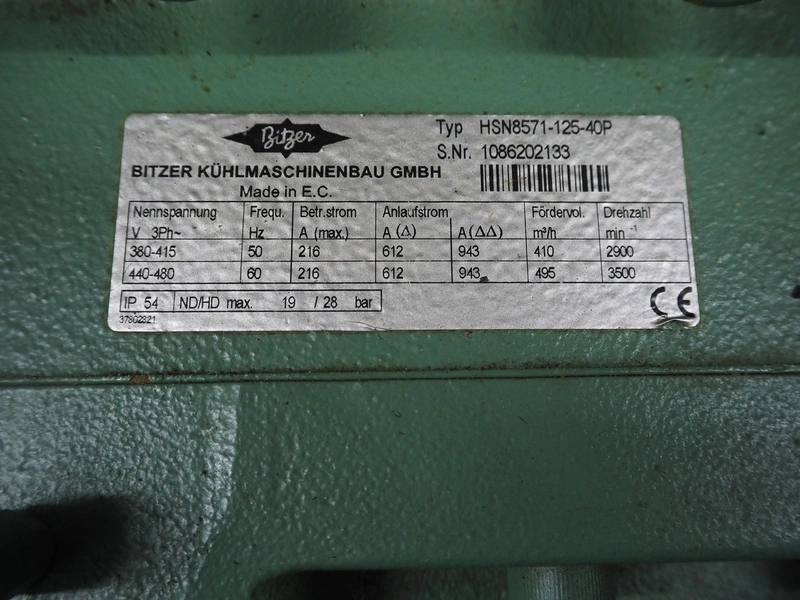 Bitzer
Typ HSN8571-125-40P
S.Nr. 1086202133
BITZER KÜHLMASCHINENBAU GMBH
Made in E.C.
Nennspannung Frequ. Betr.strom Anlaufstrom Fördervol. Drehzahl
V 3Ph~ Hz A (max.) A (△) A (△△) m³/h min -1
380-415 50 216 612 943 410 2900
440-480 60 216 612 943 495 3500
IP 54 ND/HD max. 19 / 28 bar
37802821
CE